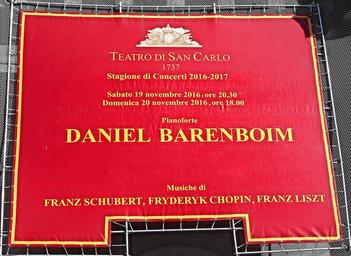 TEATRO DI SAN CARLO
1737
Stagione di Concerti 2016-2017
Sabato 19 novembre 2016, ore 20.30
Domenica 20 novembre 2016, ore 18.00
Pianoforte
DANIEL BARENBOIM
Musiche di
FRANZ SCHUBERT, FRYDERYK CHOPIN, FRANZ LISZT